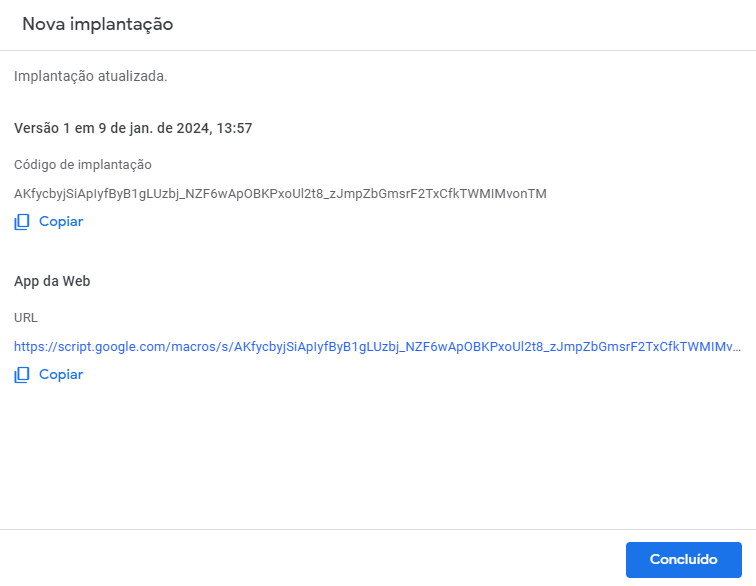 Nova implantação
Implantação atualizada.
Versão 1 em 9 de jan. de 2024, 13:57
Código de implantação
AKfycbyjSiApIyfByB1gLUzbj_NZF6wApOBKPxoUl2t8_zJmpZbGmsrF2TxCfkTWMIMvonTM
Copiar
App da Web
URL
https://script.google.com/macros/s/AKfycbyjSiApIyfByB1gLUzbj_NZF6wApOBKPxoUl2t8_zJmpZbGmsrF2TxCfkTWMIMv...
Copiar
Concluído